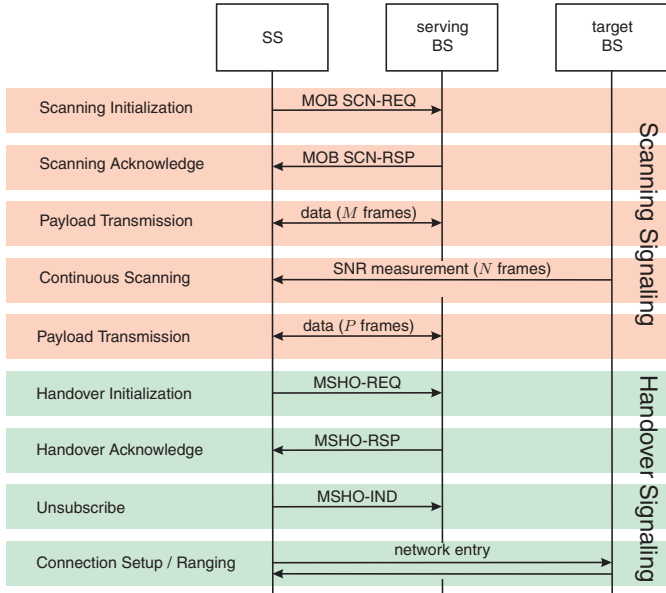 SS
serving
BS
target
BS
Scanning Initialization
MOB SCN-REQ
Scanning Acknowledge
MOB SCN-RSP
Payload Transmission
data (M frames)
Continuous Scanning
SNR measurement (N frames)
Payload Transmission
data (P frames)
Scanning Signaling
Handover Initialization
MSHO-REQ
Handover Acknowledge
MSHO-RSP
Unsubscribe
MSHO-IND
Connection Setup / Ranging
network entry
Handover Signaling